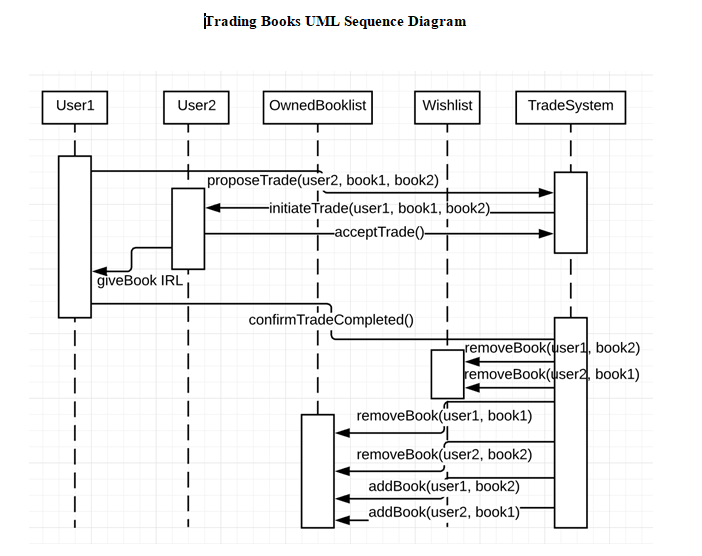 Trading Books UML Sequence Diagram
User1
User2
OwnedBooklist
Wishlist
TradeSystem
proposeTrade(user2, book1, book2)
initiateTrade(user1, book1, book2)
acceptTrade()
giveBook IRL
confirmTradeCompleted()
removeBook(user1, book2)
removeBook(user2, book1)
removeBook(user1, book1)
removeBook(user2, book2)
addBook(user1, book2)
addBook(user2, book1)